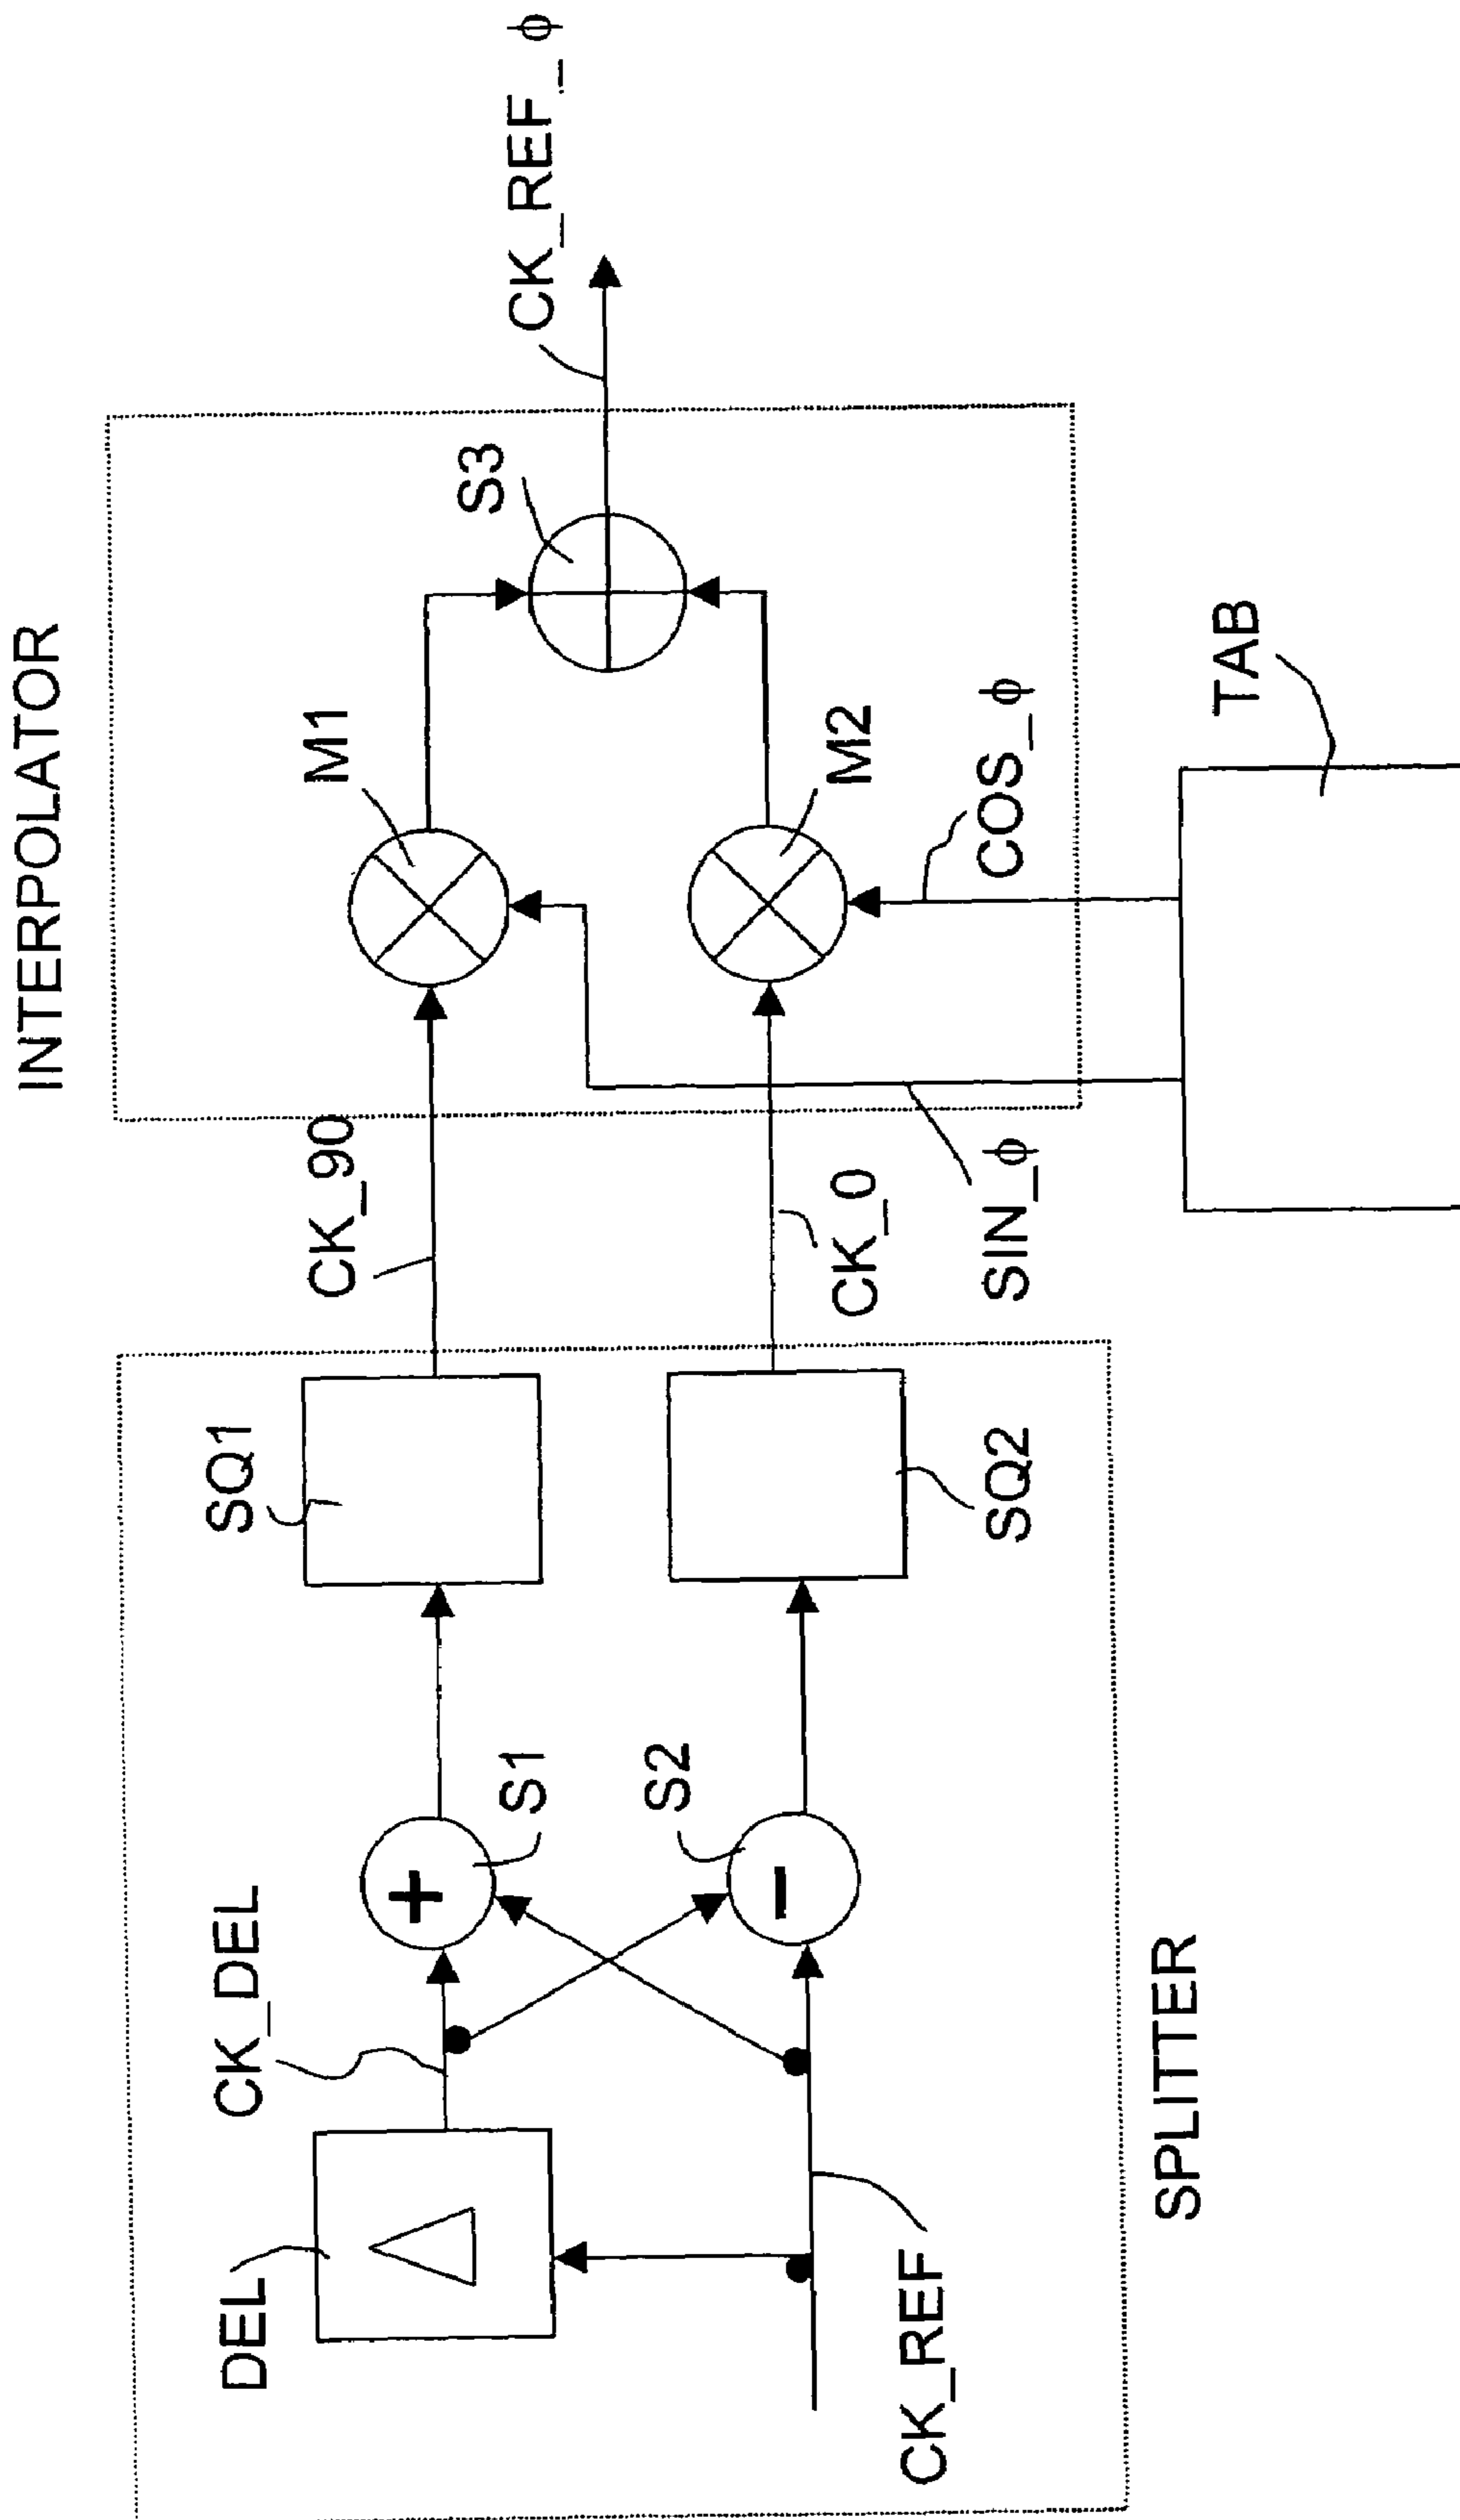 INTERPOLATOR
CK_REF_ϕ
S3
M1
M2
COS_ϕ
TAB
CK_90
CK_0
SIN_ϕ
SQ1
SQ2
+
S1
S2
−
CK_DEL
DEL
Δ
CK_REF
SPLITTER